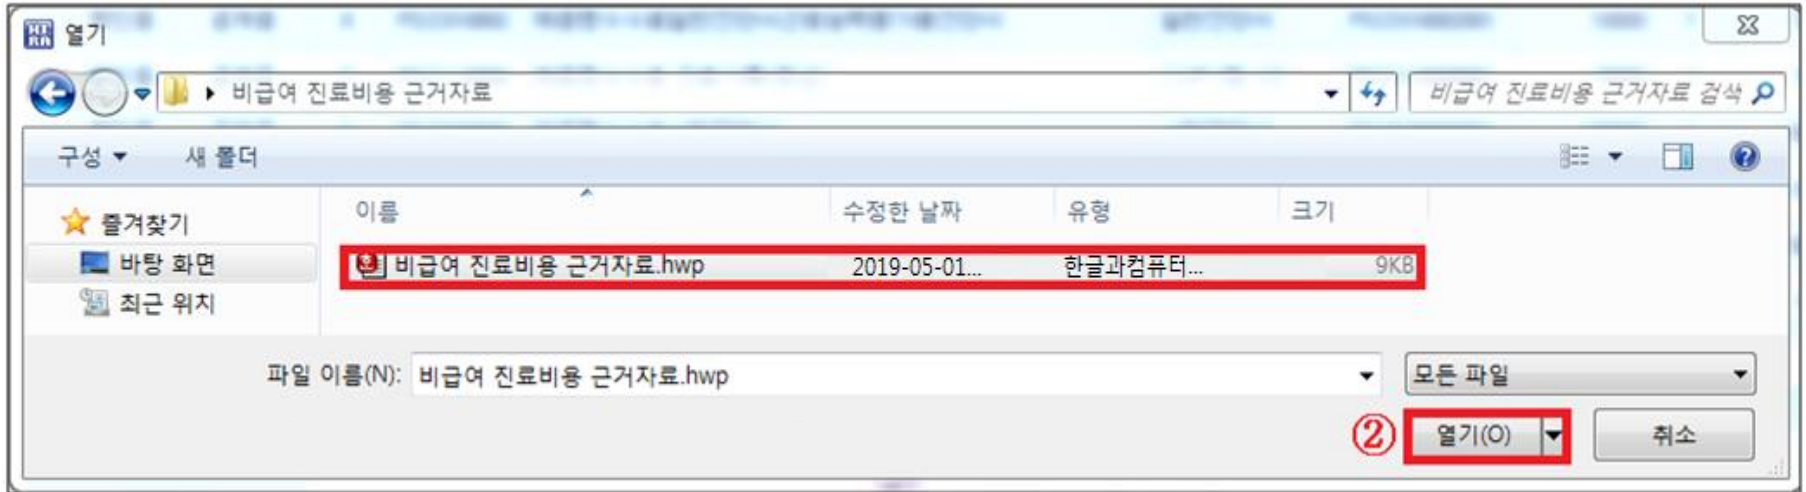 HI RA 열기
비급여 진료비용 근거자료
비급여 진료비용 근거자료 검색
구성 새 폴더
이름 수정한 날짜 유형 크기
즐겨찾기
바탕 화면
최근 위치
비급여 진료비용 근거자료.hwp 2019-05-01... 한글과컴퓨터... 9KB
파일 이름(N): 비급여 진료비용 근거자료.hwp 모든 파일
② 열기(O) 취소